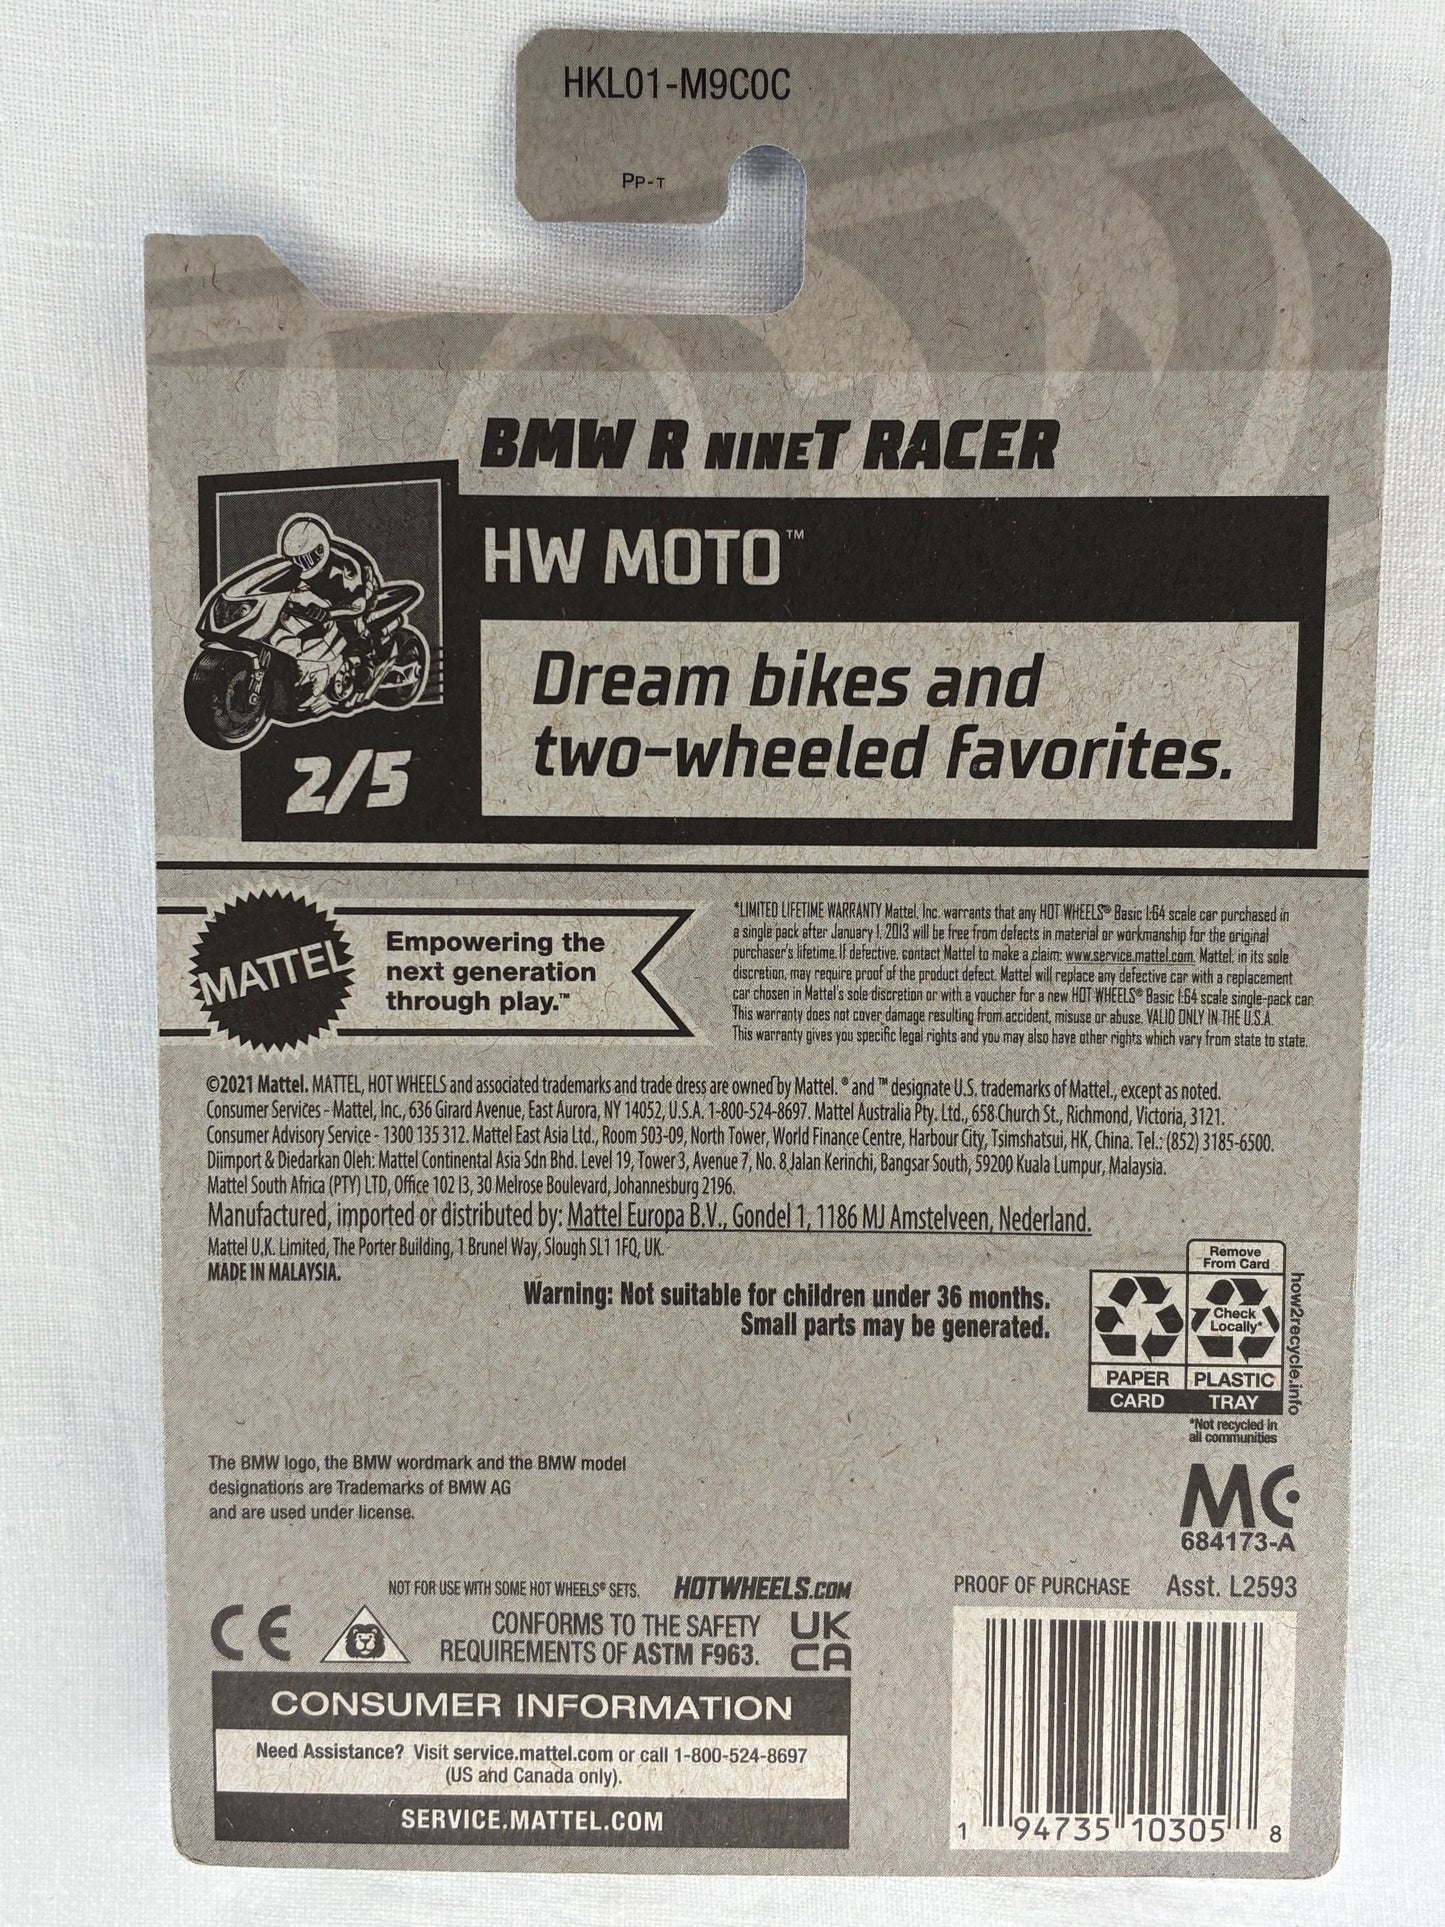 HKL01-M9C0C
PP-T
BMW R NINET RACER
HW MOTO™
Dream bikes and
two-wheeled favorites.
2/5
MATTEL
Empowering the
next generation
through play.™
*LIMITED LIFETIME WARRANTY Mattel, Inc. warrants that any HOT WHEELS® Basic 1:64 scale car purchased in
a single pack after January 1, 2013 will be free from defects in material or workmanship for the original
purchaser's lifetime. If defective, contact Mattel to make a claim: www.service.mattel.com. Mattel, in its sole
discretion, may require proof of the product defect. Mattel will replace any defective car with a replacement
car chosen in Mattel's sole discretion or with a voucher for a new HOT WHEELS® Basic 1:64 scale single-pack car.
This warranty does not cover damage resulting from accident, misuse or abuse. VALID ONLY IN THE U.S.A.
This warranty gives you specific legal rights and you may also have other rights which vary from state to state.
©2021 Mattel. MATTEL, HOT WHEELS and associated trademarks and trade dress are owned by Mattel. ® and ™ designate U.S. trademarks of Mattel., except as noted.
Consumer Services - Mattel, Inc., 636 Girard Avenue, East Aurora, NY 14052, U.S.A. 1-800-524-8697. Mattel Australia Pty. Ltd., 658 Church St., Richmond, Victoria, 3121.
Consumer Advisory Service - 1300 135 312. Mattel East Asia Ltd., Room 503-09, North Tower, World Finance Centre, Harbour City, Tsimshatsui, HK, China. Tel.: (852) 3185-6500.
Diimport & Diedarkan Oleh: Mattel Continental Asia Sdn Bhd. Level 19, Tower 3, Avenue 7, No. 8 Jalan Kerinchi, Bangsar South, 59200 Kuala Lumpur, Malaysia.
Mattel South Africa (PTY) LTD, Office 102 I3, 30 Melrose Boulevard, Johannesburg 2196.
Manufactured, imported or distributed by: Mattel Europa B.V., Gondel 1, 1186 MJ Amstelveen, Nederland.
Mattel U.K. Limited, The Porter Building, 1 Brunel Way, Slough SL1 1FQ, UK.
MADE IN MALAYSIA.
Warning: Not suitable for children under 36 months.
Small parts may be generated.
Remove
From Card
Check
Locally*
PAPER
PLASTIC
CARD
TRAY
how2recycle.info
*Not recycled in
all communities
The BMW logo, the BMW wordmark and the BMW model
designations are Trademarks of BMW AG
and are used under license.
MC
684173-A
NOT FOR USE WITH SOME HOT WHEELS® SETS.
HOTWHEELS.COM
CE
CONFORMS TO THE SAFETY
REQUIREMENTS OF ASTM F963.
UK
CA
PROOF OF PURCHASE
Asst. L2593
CONSUMER INFORMATION
Need Assistance? Visit service.mattel.com or call 1-800-524-8697
(US and Canada only).
SERVICE.MATTEL.COM
1 94735 10305 8